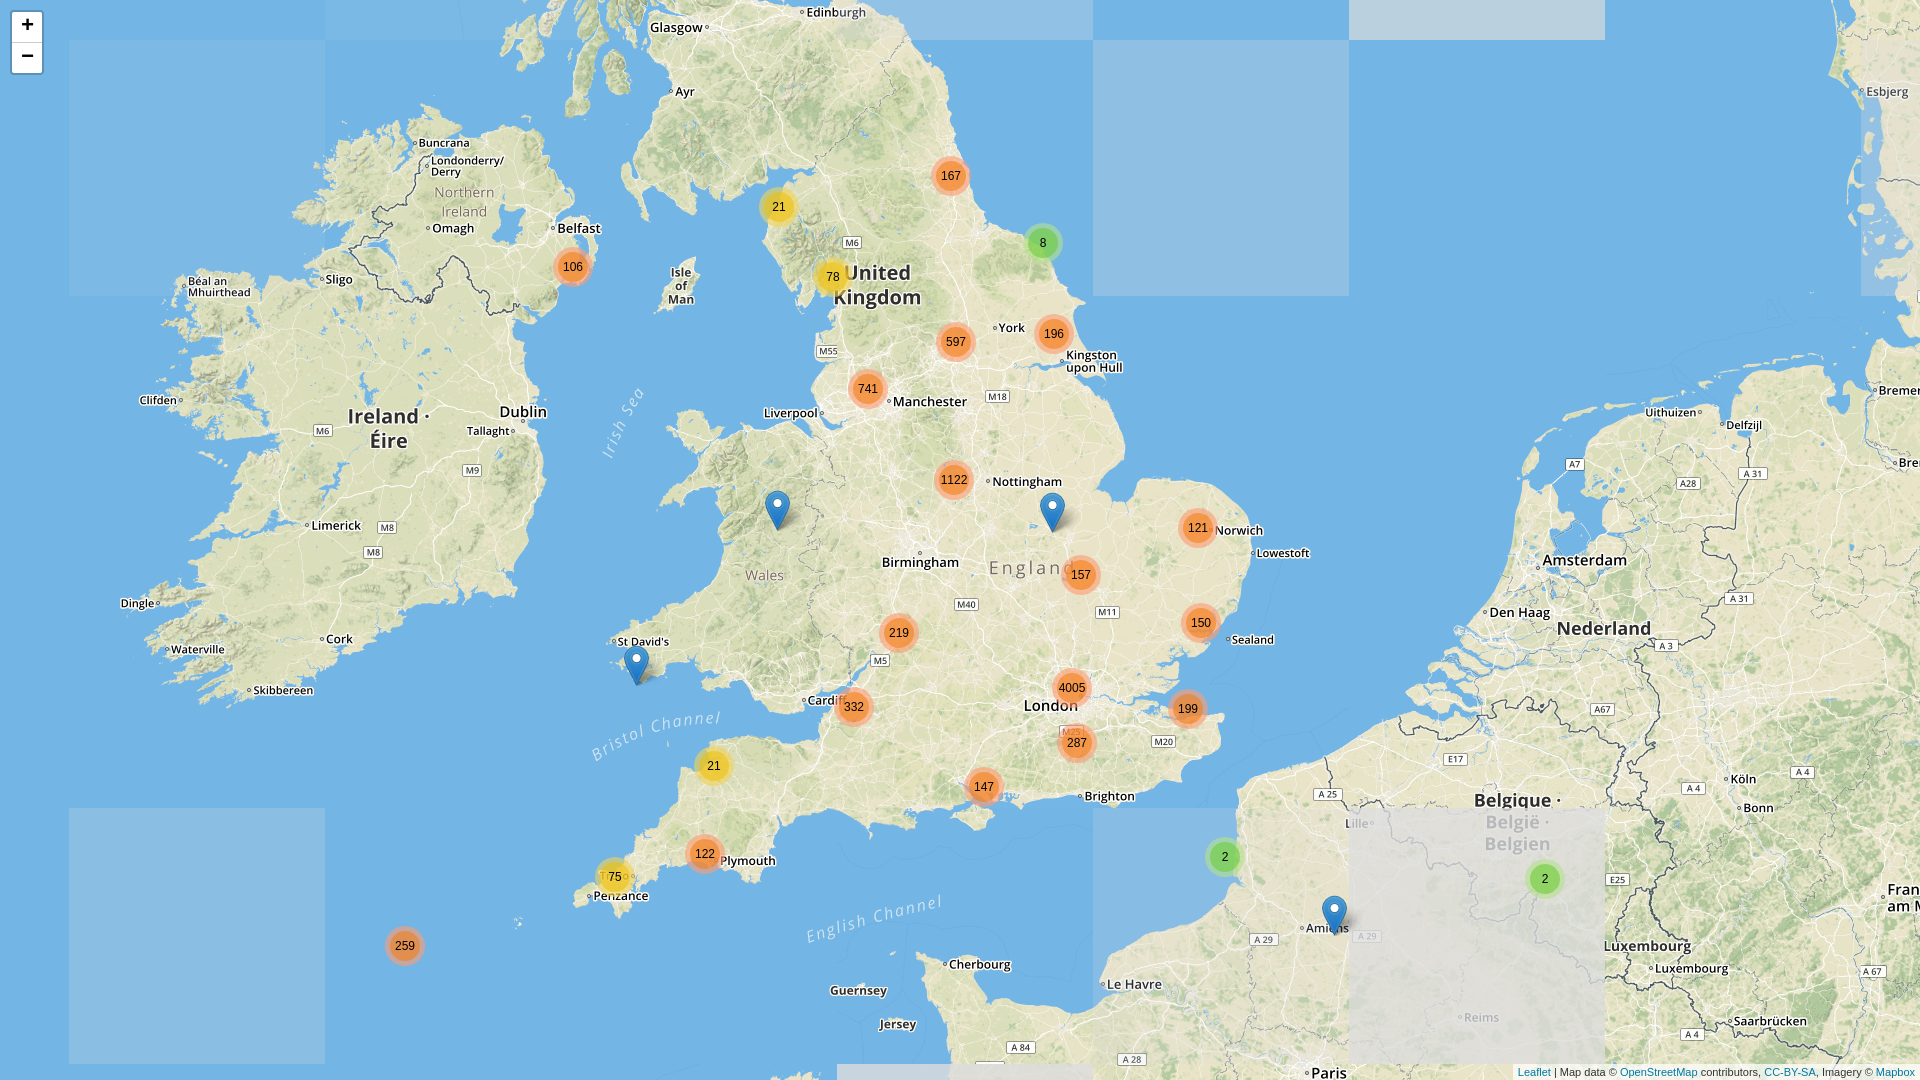 +
−
Edinburgh
Glasgow
Ayr
Esbjerg
Buncrana
Londonderry/
Derry
Northern
Ireland
Omagh
Belfast
167
21
8
M6
106
78
United
Kingdom
Isle
of
Man
Sligo
Béal an
Mhuirthead
York
196
597
Kingston
upon Hull
M55
741
Manchester
M18
Liverpool
Irish Sea
Clifden
Ireland ·
Éire
Dublin
Tallaght
M6
M9
Uithuizen
Delfzijl
A7
A 31
A28
1122
Nottingham
Limerick
M8
M8
121
Norwich
Lowestoft
Birmingham
England
Wales
157
Amsterdam
Dingle
M40
M11
Den Haag
A 31
Nederland
219
150
Sealand
Cork
Waterville
St David's
M5
A 3
Skibbereen
4005
London
Cardiff
332
199
A67
Bristol Channel
M25
287
M20
E17
21
147
Brighton
Köln
A 4
A 4
Bonn
A 25
Belgique ·
België ·
Belgien
Lille
122
Plymouth
2
2
E25
75
Penzance
English Channel
259
Amiens
A 29
A 29
Luxembourg
Luxembourg
A 67
Cherbourg
Le Havre
Guernsey
Jersey
Reims
Saarbrücken
A 4
A 84
A 28
Paris
Leaflet | Map data © OpenStreetMap contributors, CC-BY-SA, Imagery © Mapbox